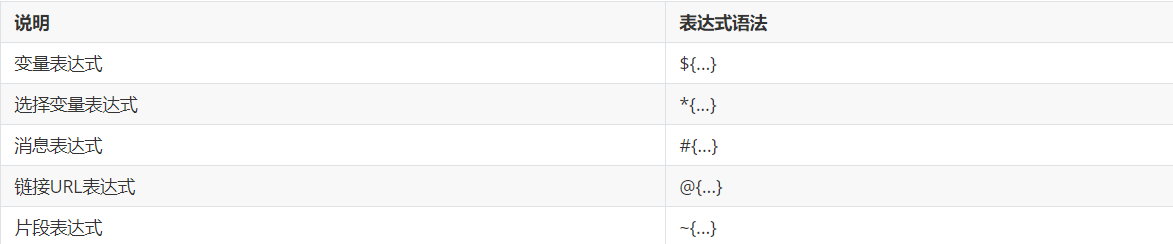 说明 表达式语法
变量表达式 ${...}
选择变量表达式 *{...}
消息表达式 #{...}
链接URL表达式 @{...}
片段表达式 ~{...}